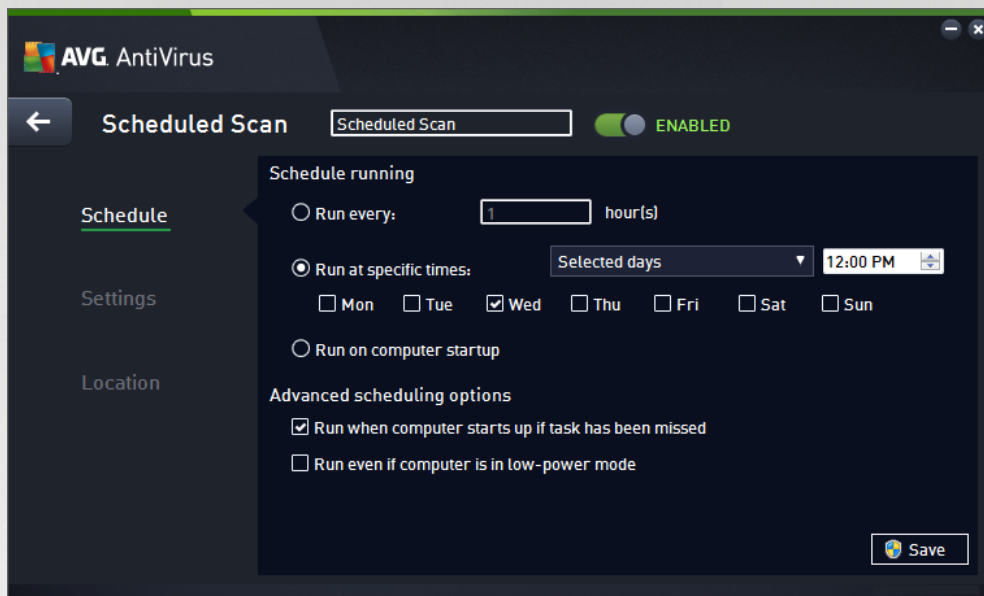 AVG. AntiVirus
Scheduled Scan Scheduled Scan ENABLED
Schedule
Settings
Location
Schedule running
Run every: 1 hour(s)
Run at specific times: Selected days 12:00 PM
Mon Tue Wed Thu Fri Sat Sun
Run on computer startup
Advanced scheduling options
Run when computer starts up if task has been missed
Run even if computer is in low-power mode
Save